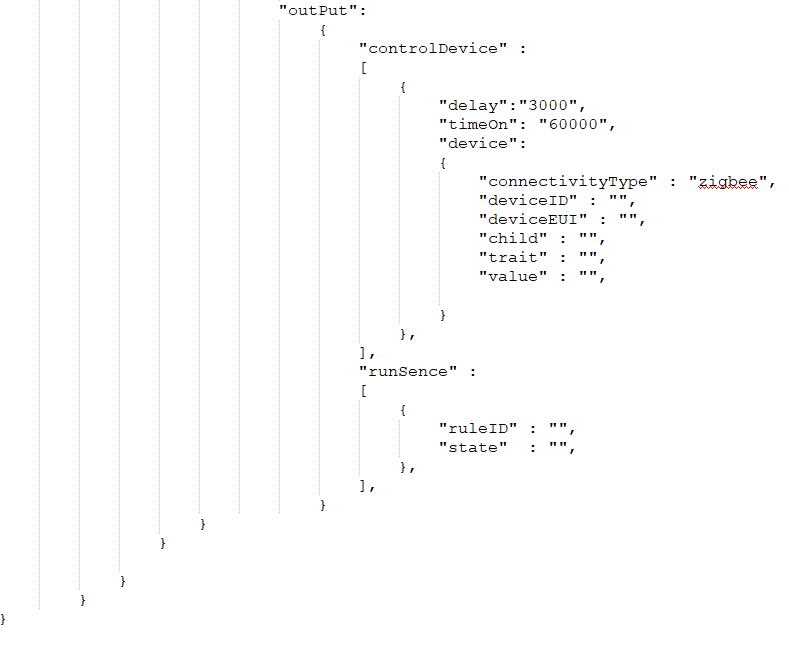 "outPut":
{
"controlDevice" :
[
{
"delay":"3000",
"timeOn": "60000",
"device":
{
"connectivityType" : "zigbee",
"deviceID" : "",
"deviceEUI" : "",
"child" : "",
"trait" : "",
"value" : "",
}
},
],
"runSence" :
[
{
"ruleID" : "",
"state"  : "",
},
],
}
}
}
}
}
}